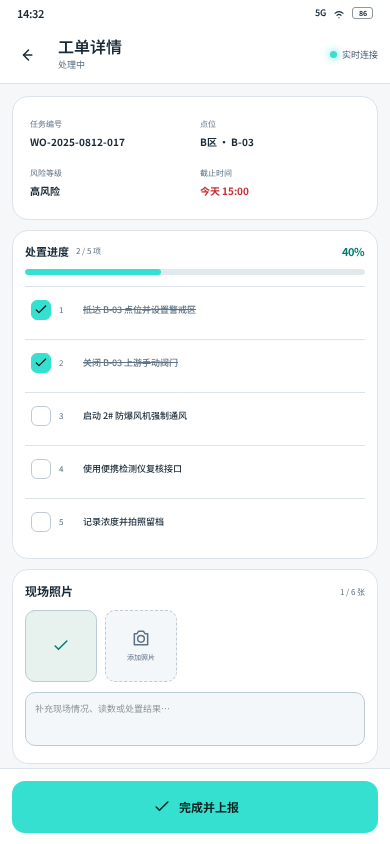 14:32
5G
86
工单详情
处理中
实时连接
任务编号
点位
WO-2025-0812-017
B区 · B-03
风险等级
截止时间
高风险
今天 15:00
处置进度
2 / 5 项
40%
1
抵达 B-03 点位并设置警戒区
2
关闭 B-03 上游手动阀门
3
启动 2# 防爆风机强制通风
4
使用便携检测仪复核接口
5
记录浓度并拍照留档
现场照片
1 / 6 张
添加照片
补充现场情况、读数或处置结果…
完成并上报